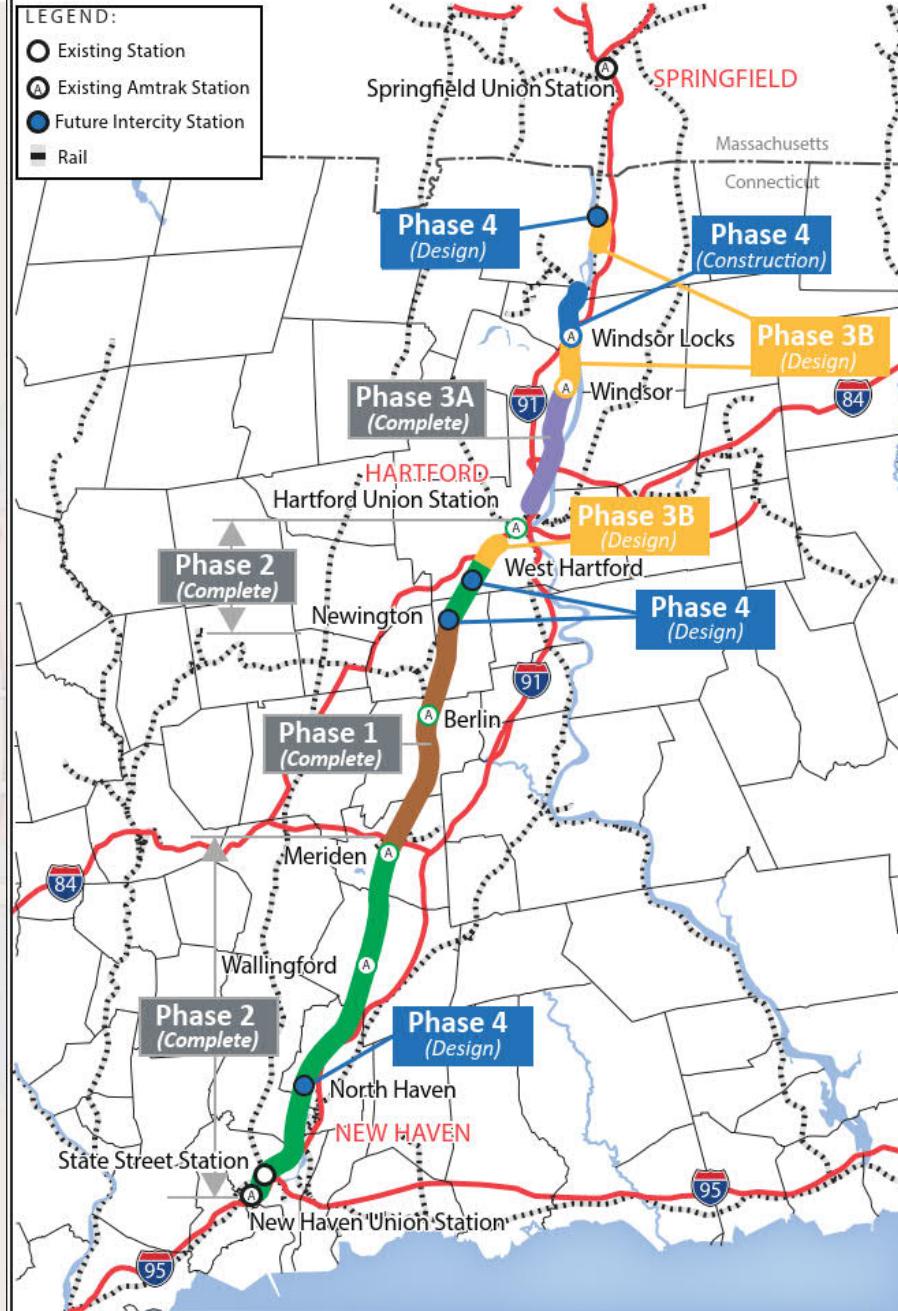 LEGEND:
Existing Station
A Existing Amtrak Station
Future Intercity Station
Rail
A
Springfield Union Station
SPRINGFIELD
Massachusetts
Connecticut
Phase 4
(Design)
Phase 4
(Construction)
A
Windsor Locks
Phase 3B
(Design)
A
Windsor
Phase 3A
(Complete)
91
84
HARTFORD
Hartford Union Station
A
Phase 3B
(Design)
Phase 2
(Complete)
West Hartford
Newington
Phase 4
(Design)
91
A
Berlin
Phase 1
(Complete)
Meriden
A
84
Wallingford
A
Phase 2
(Complete)
Phase 4
(Design)
North Haven
NEW HAVEN
State Street Station
A
95
New Haven Union Station
95